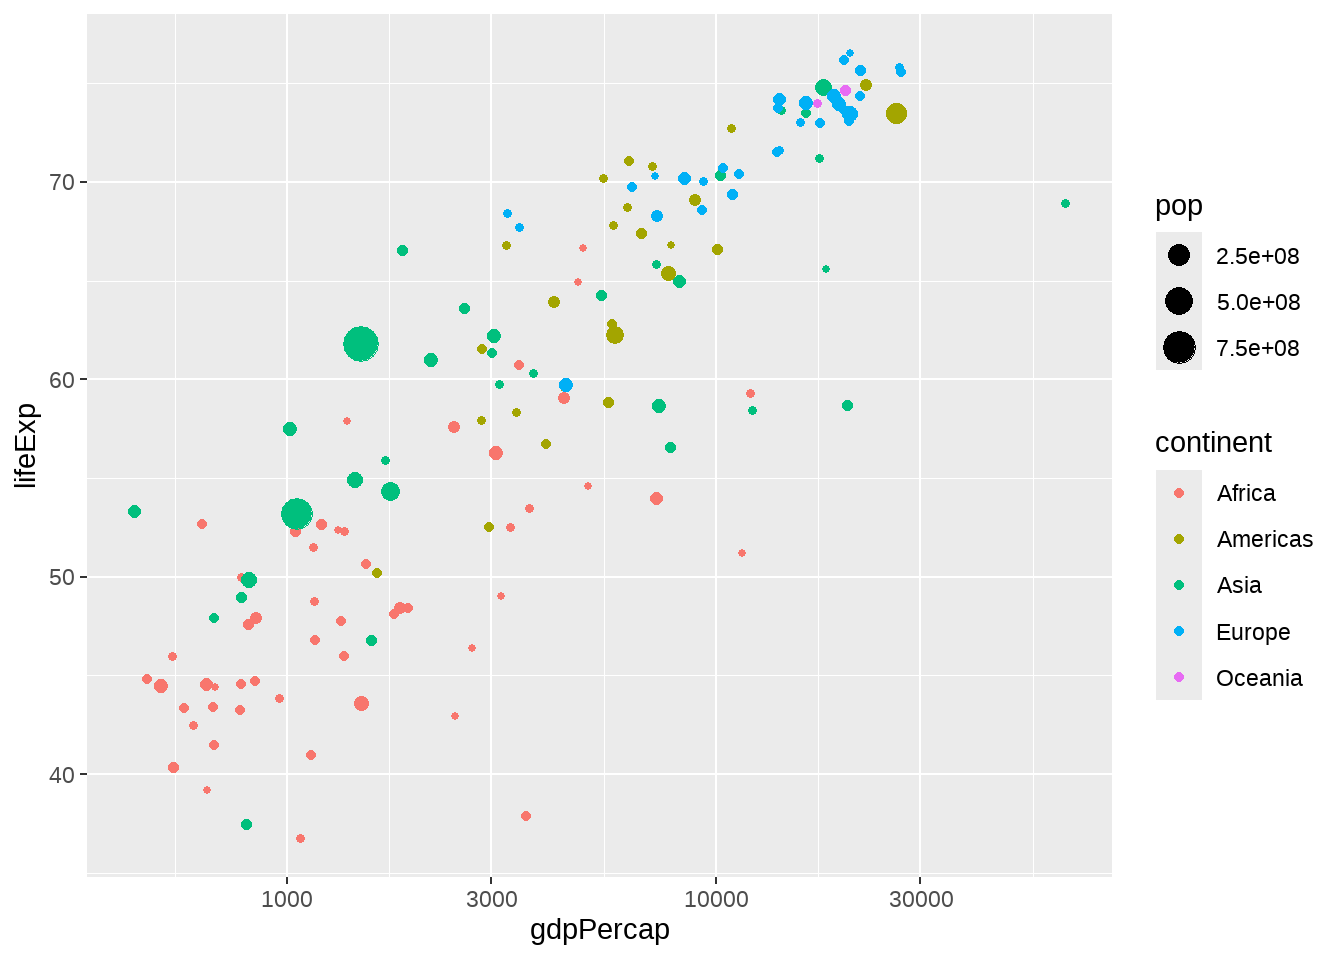 70
60
50
40
lifeExp
1000 3000 10000 30000
gdpPercap
pop
2.5e+08
5.0e+08
7.5e+08
continent
Africa
Americas
Asia
Europe
Oceania